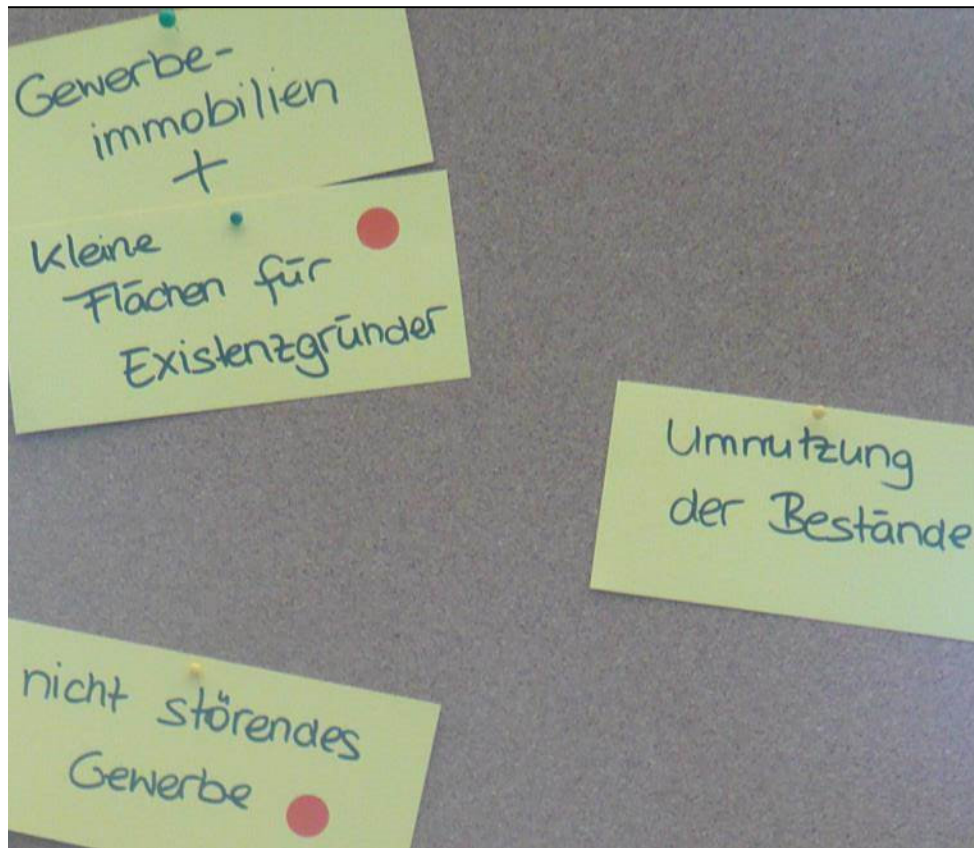 Gewerbe-
immobilien
+
Kleine
Flächen für
Existenzgründer
Umnutzung
der Bestände
nicht störendes
Gewerbe